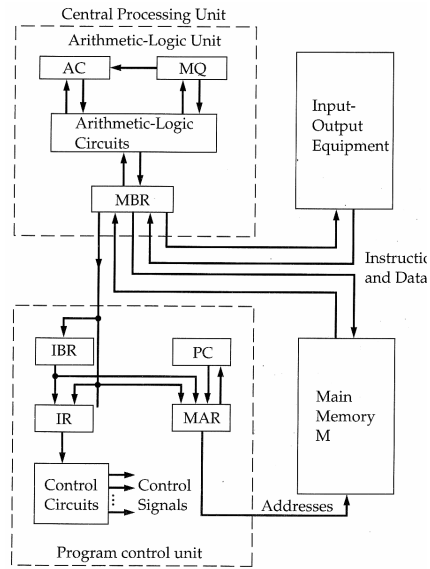 Central Processing Unit
Arithmetic-Logic Unit
AC
MQ
Arithmetic-Logic
Circuits
Input-
Output
Equipment
MBR
Instructio
and Data
IBR
PC
IR
MAR
Main
Memory
M
Control
Circuits
Control
Signals
Addresses
Program control unit